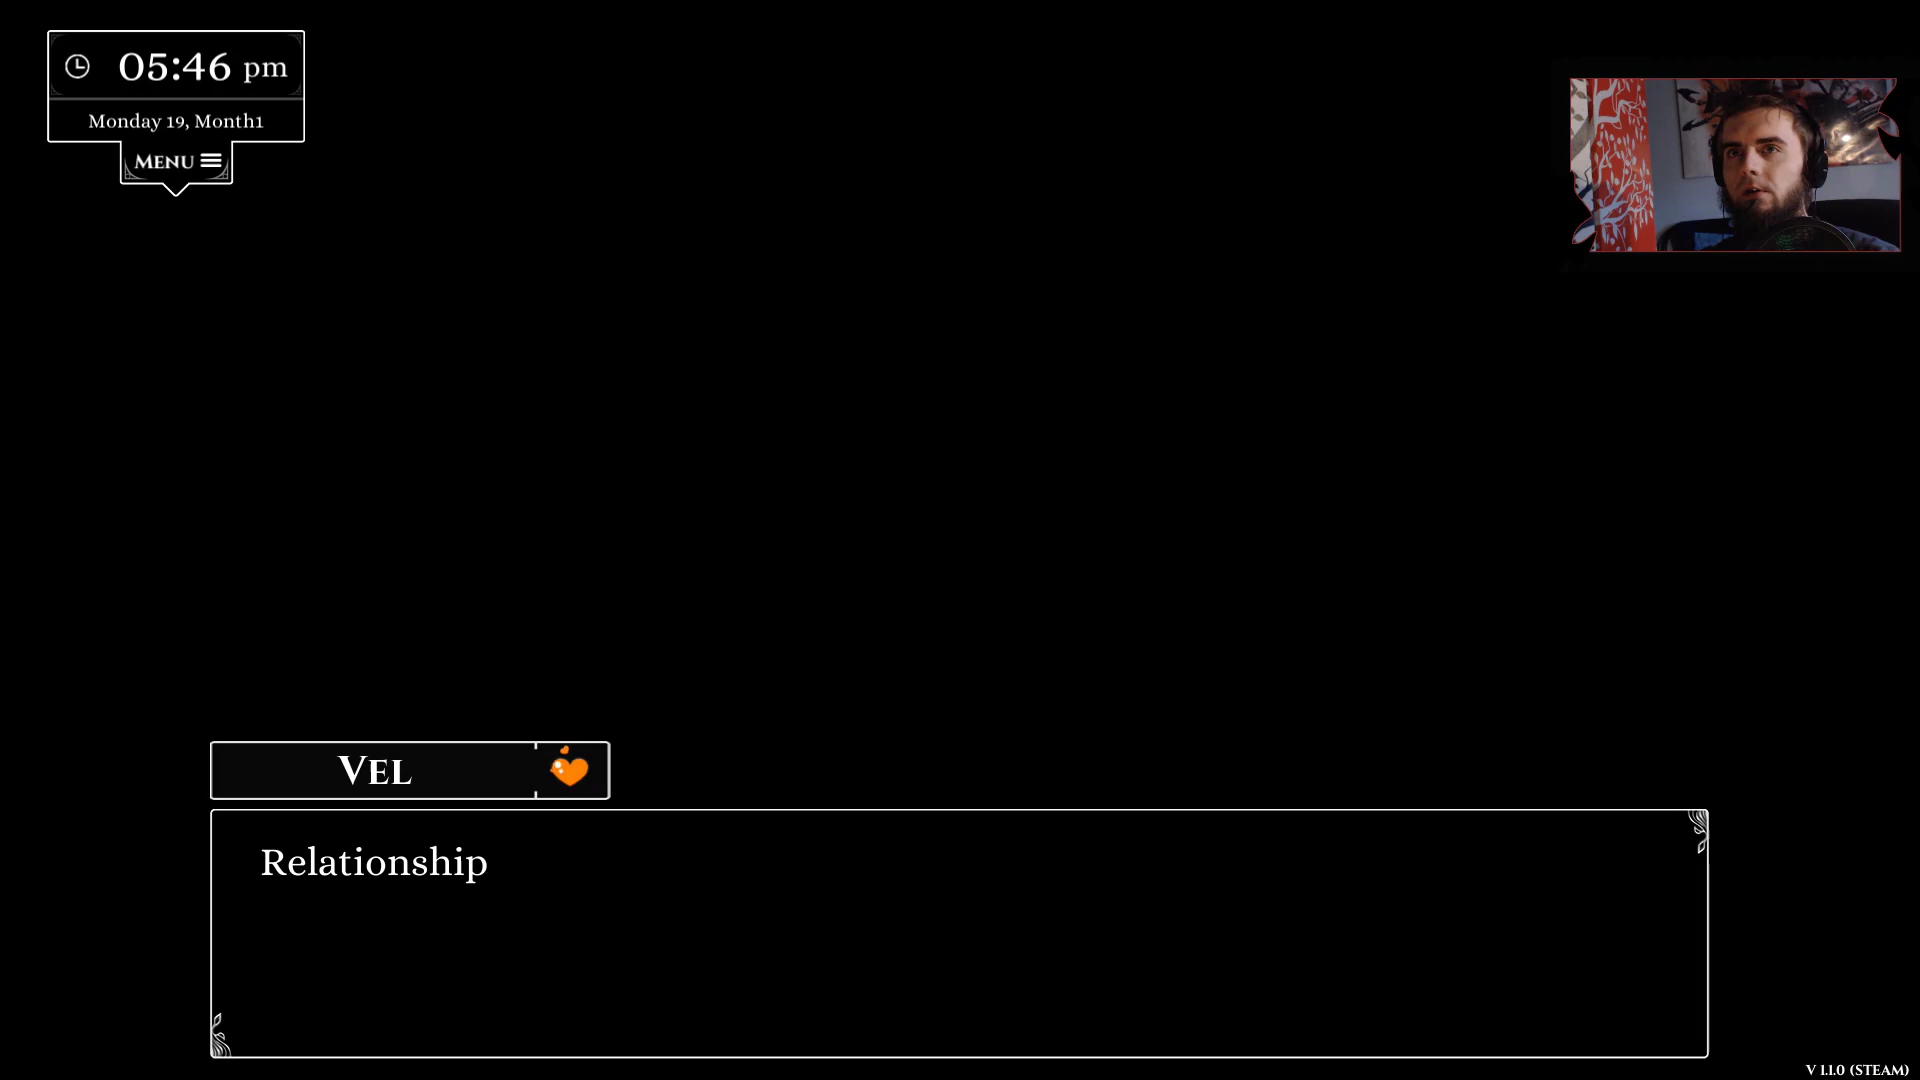 05:46 pm
Monday 19, Month1
Menu
Vel
Relationship
V 1.1.0 (STEAM)